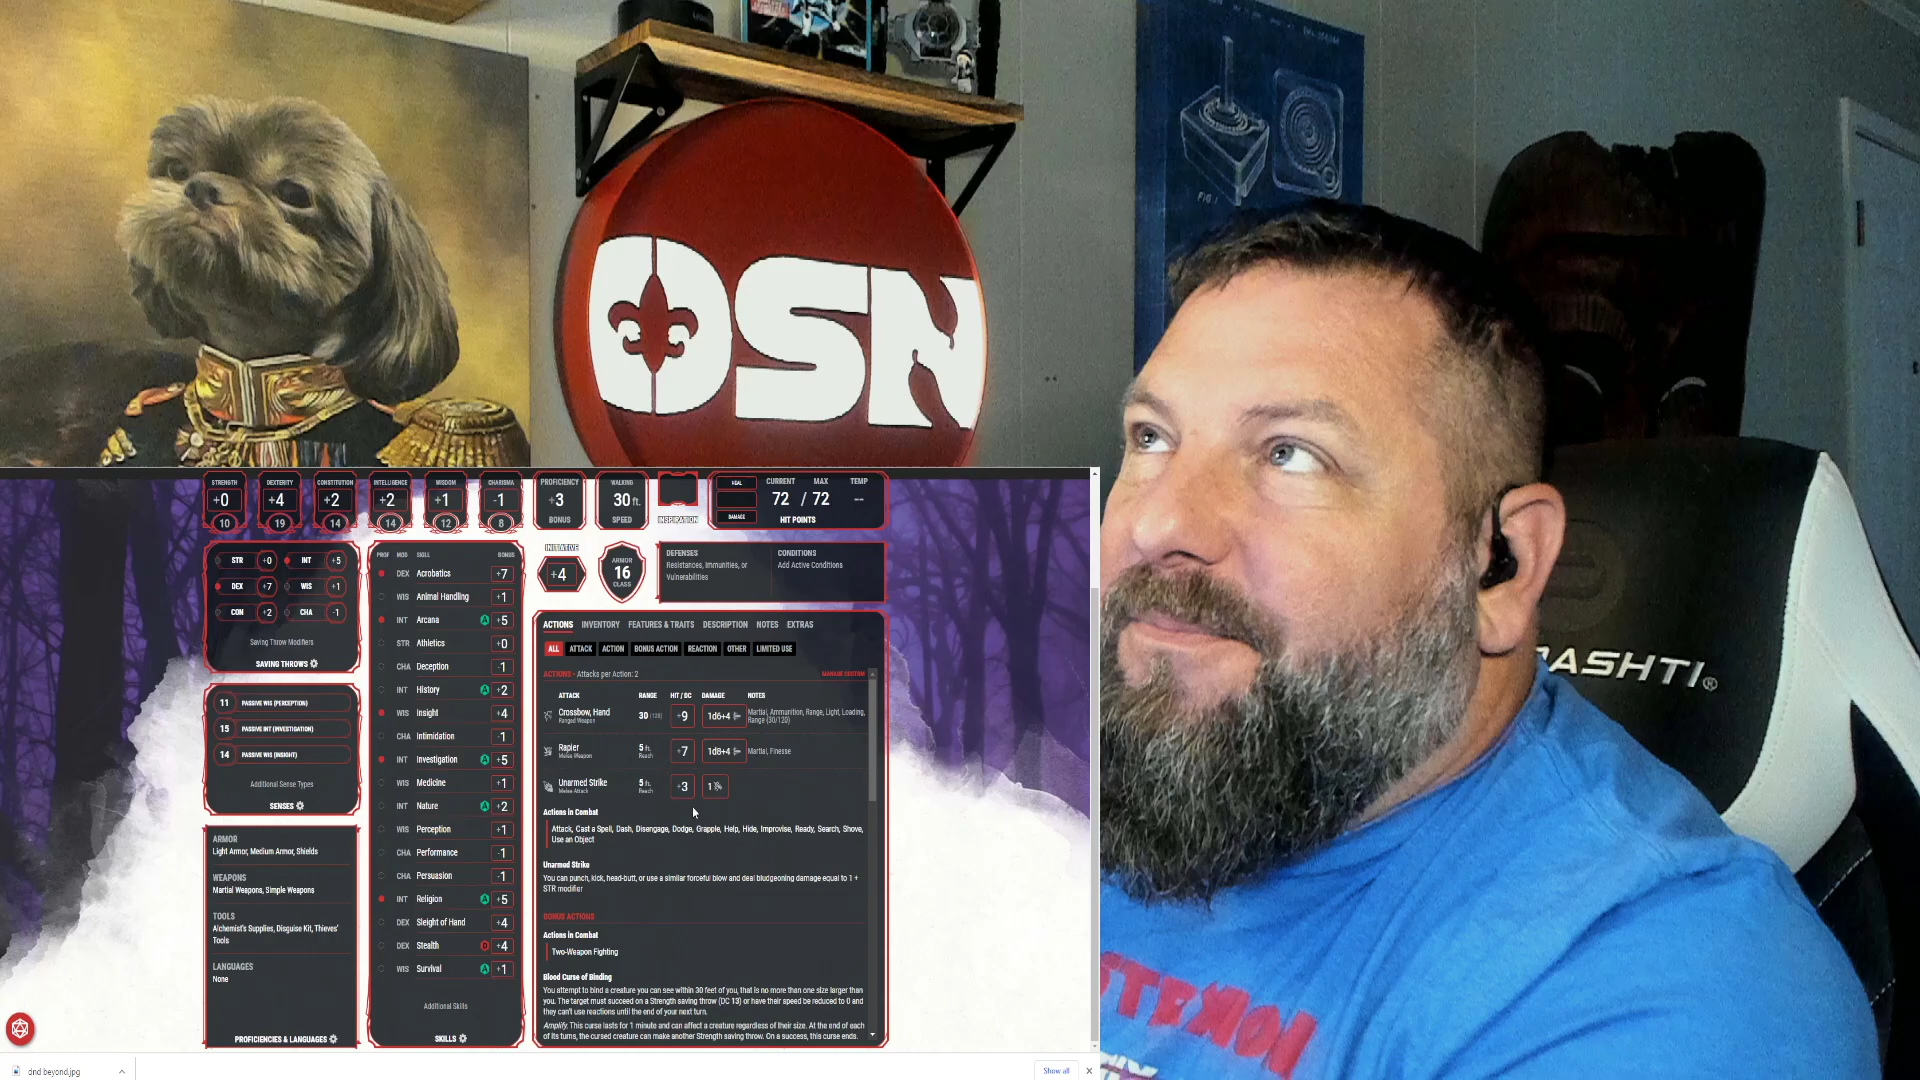 FIG 1
DSN
DASHTI®
STRENGTH
+0
10
DEXTERITY
+4
19
CONSTITUTION
+2
14
INTELLIGENCE
+2
14
WISDOM
+1
12
CHARISMA
-1
8
PROFICIENCY
+3
BONUS
WALKING
30 ft.
SPEED
INSPIRATION
HEAL
DAMAGE
CURRENT MAX TEMP
72 / 72 --
HIT POINTS
STR +0 INT +5
DEX +7 WIS +1
CON +2 CHA -1
Saving Throw Modifiers
SAVING THROWS
11 PASSIVE WIS (PERCEPTION)
15 PASSIVE INT (INVESTIGATION)
14 PASSIVE WIS (INSIGHT)
Additional Sense Types
SENSES
ARMOR
Light Armor, Medium Armor, Shields
WEAPONS
Martial Weapons, Simple Weapons
TOOLS
Alchemist's Supplies, Disguise Kit, Thieves'
Tools
LANGUAGES
None
PROFICIENCIES & LANGUAGES
PROF MOD SKILL BONUS
DEX Acrobatics +7
WIS Animal Handling +1
INT Arcana A +5
STR Athletics +0
CHA Deception -1
INT History A +2
WIS Insight +4
CHA Intimidation -1
INT Investigation A +5
WIS Medicine +1
INT Nature A +2
WIS Perception +1
CHA Performance -1
CHA Persuasion -1
INT Religion A +5
DEX Sleight of Hand +4
DEX Stealth D +4
WIS Survival A +1
Additional Skills
SKILLS
INITIATIVE
+4
ARMOR
16
CLASS
DEFENSES
Resistances, Immunities, or
Vulnerabilities
CONDITIONS
Add Active Conditions
ACTIONS INVENTORY FEATURES & TRAITS DESCRIPTION NOTES EXTRAS
ALL ATTACK ACTION BONUS ACTION REACTION OTHER LIMITED USE
ACTIONS • Attacks per Action: 2 MANAGE CUSTOM
ATTACK RANGE HIT / DC DAMAGE NOTES
Crossbow, Hand 30 (120) +9 1d6+4 Martial, Ammunition, Range, Light, Loading,
Ranged Weapon Range (30/120)
Rapier 5 ft. +7 1d8+4 Martial, Finesse
Melee Weapon Reach
Unarmed Strike 5 ft. +3 1
Melee Attack Reach
Actions in Combat
Attack, Cast a Spell, Dash, Disengage, Dodge, Grapple, Help, Hide, Improvise, Ready, Search, Shove,
Use an Object
Unarmed Strike
You can punch, kick, head-butt, or use a similar forceful blow and deal bludgeoning damage equal to 1 +
STR modifier
BONUS ACTIONS
Actions in Combat
Two-Weapon Fighting
Blood Curse of Binding
You attempt to bind a creature you can see within 30 feet of you, that is no more than one size larger than
you. The target must succeed on a Strength saving throw (DC 13) or have their speed be reduced to 0 and
they can't use reactions until the end of your next turn.
Amplify. This curse lasts for 1 minute and can affect a creature regardless of their size. At the end of each
of its turns, the cursed creature can make another Strength saving throw. On a success, this curse ends.
dnd beyond.jpg
Show all